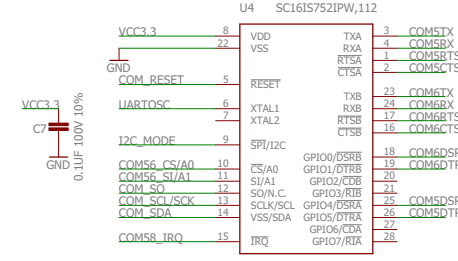 U4 SC16IS752IPW,112
VCC3.3 8 VDD TXA 3 COM5TX
22 VSS RXA 4 COM5RX
GND RTSA 1 COM5RTS
CTSA 2 COM5CTS
COM_RESET 5 RESET
TXB 23 COM6TX
UARTOSC 6 XTAL1 RXB 24 COM6RX
7 XTAL2 RTSB 17 COM6RTS
CTSB 16 COM6CTS
I2C_MODE 9 SPI/I2C
GPIO0/DSRB 18 COM6DSR
COM56_CS/A0 10 CS/A0 GPIO1/DTRB 19 COM6DTR
COM56_SI/A1 11 SI/A1 GPIO2/CDB 20
COM_SO 12 SO/N.C. GPIO3/RIB 21
COM_SCL/SCK 13 SCLK/SCL GPIO4/DSRA 25 COM5DSR
COM_SDA 14 VSS/SDA GPIO5/DTRA 26 COM5DTR
GPIO6/CDA 27
COM58_IRQ 15 IRQ GPIO7/RIA 28
VCC3.3
C7
0.1UF 100V 10%
GND